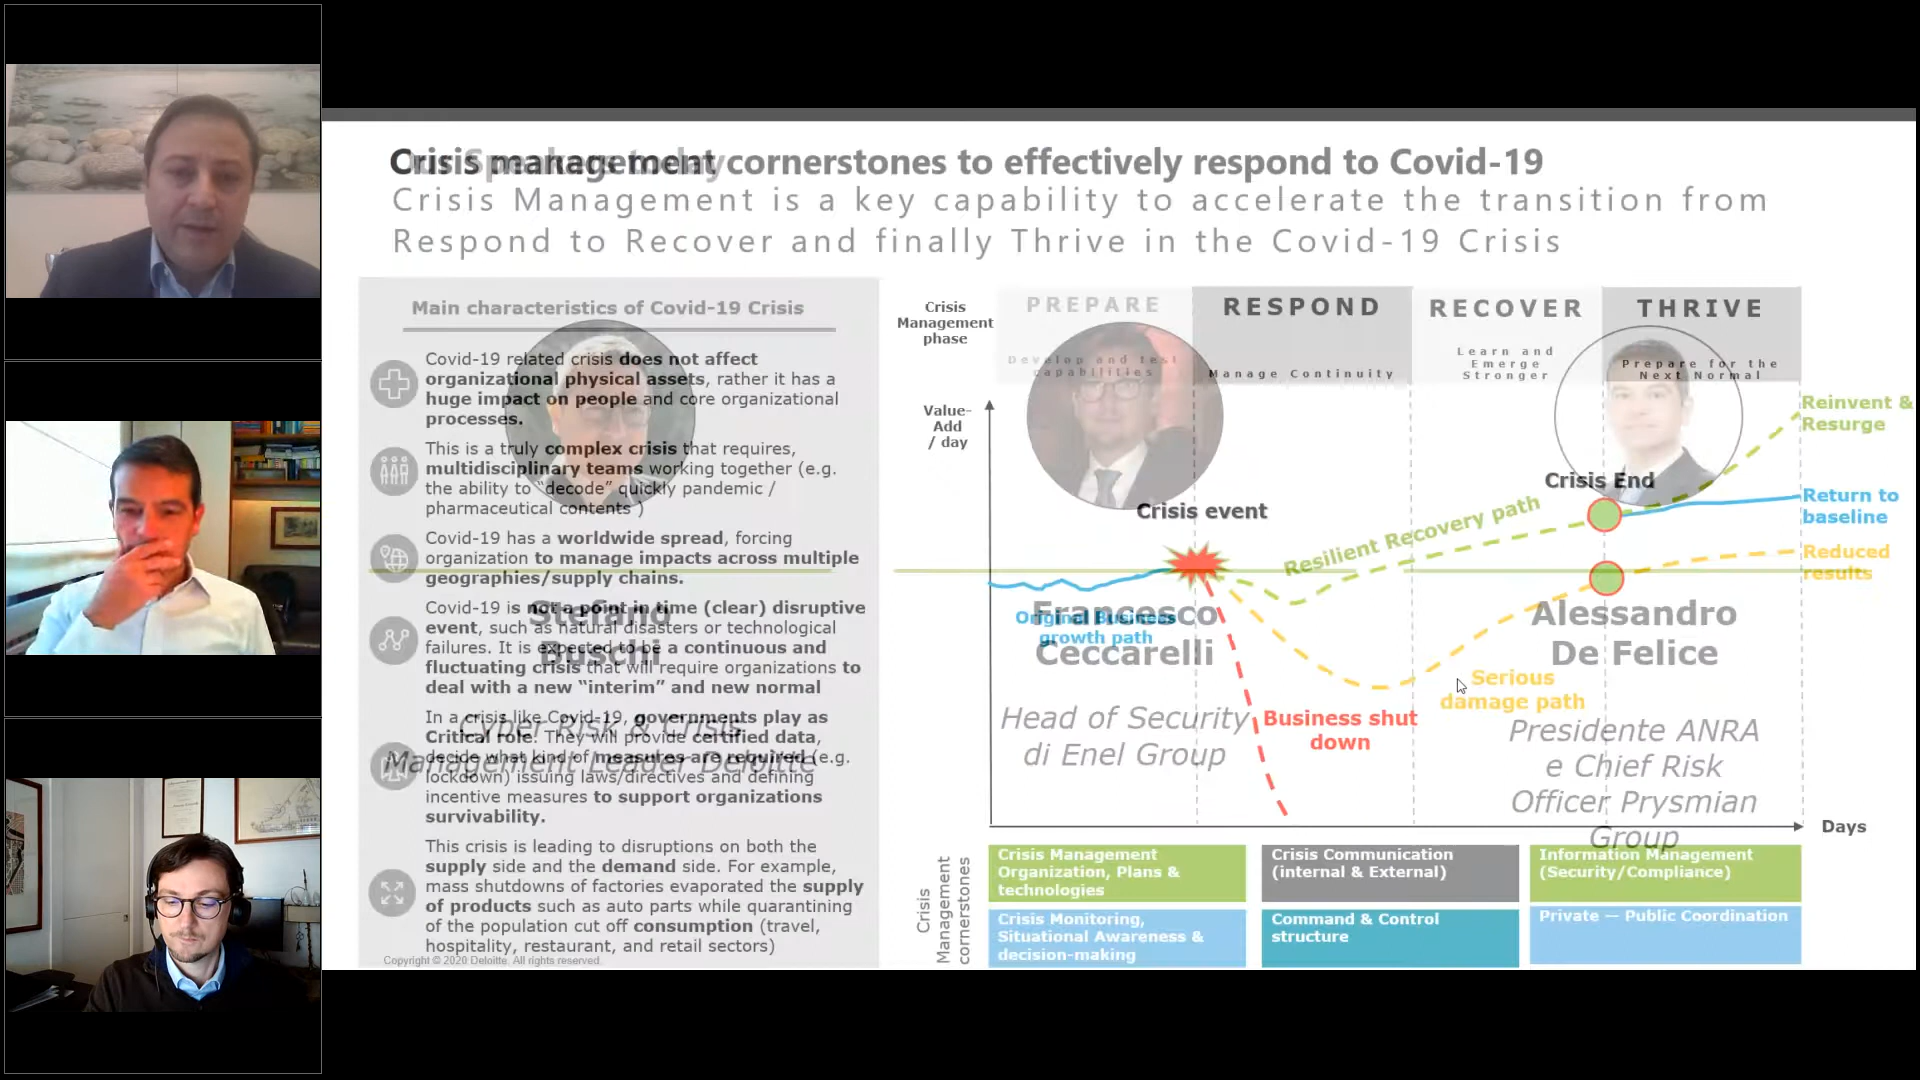 Our Speakers today
Crisis management cornerstones to effectively respond to Covid-19
Crisis Management is a key capability to accelerate the transition from
Respond to Recover and finally Thrive in the Covid-19 Crisis
Main characteristics of Covid-19 Crisis
Covid-19 related crisis does not affect
organizational physical assets, rather it has a
huge impact on people and core organizational
processes.
This is a truly complex crisis that requires,
multidisciplinary teams working together (e.g.
the ability to “decode” quickly pandemic /
pharmaceutical contents )
Covid-19 has a worldwide spread, forcing
organization to manage impacts across multiple
geographies/supply chains.
Covid-19 is not a point in time (clear) disruptive
event, such as natural disasters or technological
failures. It is expected to be a continuous and
fluctuating crisis that will require organizations to
deal with a new “interim” and new normal
In a crisis like Covid-19, governments play as
Critical role. They will provide certified data,
decide what kind of measures are required (e.g.
lockdown) issuing laws/directives and defining
incentive measures to support organizations
survivability.
This crisis is leading to disruptions on both the
supply side and the demand side. For example,
mass shutdowns of factories evaporated the supply
of products such as auto parts while quarantining
of the population cut off consumption (travel,
hospitality, restaurant, and retail sectors)
Copyright © 2020 Deloitte. All rights reserved.
Stefano
Buschi
Cyber Risk & Crisis
Management Leader Deloitte
Crisis
Management
phase
PREPARE
Develop and test
capabilities
RESPOND
Manage Continuity
RECOVER
Learn and
Emerge
Stronger
THRIVE
Prepare for the
Next Normal
Value-
Add
/ day
Reinvent &
Resurge
Crisis End
Return to
baseline
Crisis event
Resilient Recovery path
Reduced
results
Original Business
growth path
Francesco
Ceccarelli
Head of Security
di Enel Group
Business shut
down
Serious
damage path
Alessandro
De Felice
Presidente ANRA
e Chief Risk
Officer Prysmian
Group
Days
Crisis
Management
cornerstones
Crisis Management
Organization, Plans &
technologies
Crisis Communication
(internal & External)
Information Management
(Security/Compliance)
Crisis Monitoring,
Situational Awareness &
decision-making
Command & Control
structure
Private — Public Coordination